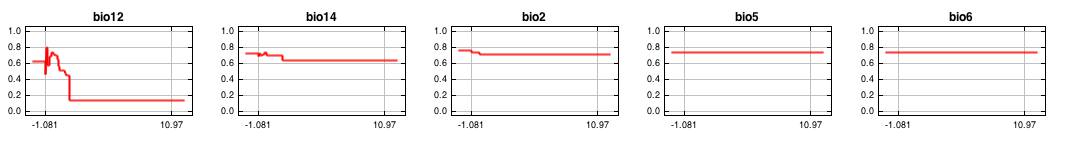 bio12 bio14 bio2 bio5 bio6
1.0 1.0 1.0 1.0 1.0
0.8 0.8 0.8 0.8 0.8
0.6 0.6 0.6 0.6 0.6
0.4 0.4 0.4 0.4 0.4
0.2 0.2 0.2 0.2 0.2
0.0 0.0 0.0 0.0 0.0
-1.081 10.97 -1.081 10.97 -1.081 10.97 -1.081 10.97 -1.081 10.97